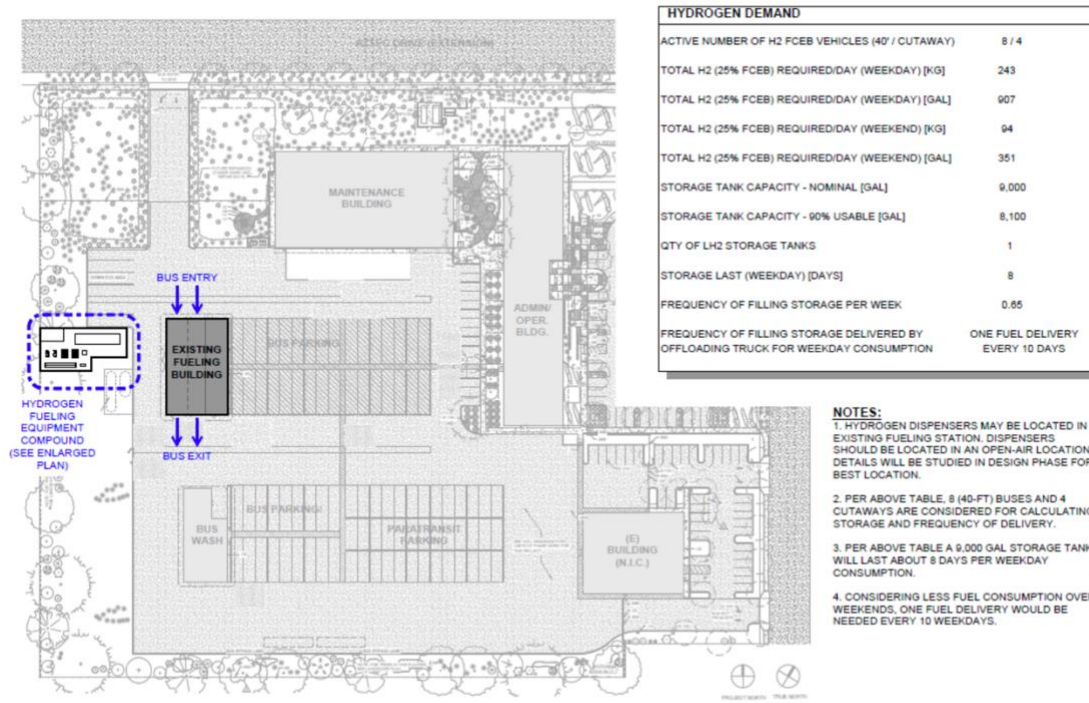 AZTEC DRIVE (EXTENSION)
MAINTENANCE
BUILDING
BUS ENTRY
ADMIN/
OPER.
BLDG.
BUS PARKING
EXISTING
FUELING
BUILDING
HYDROGEN
FUELING
EQUIPMENT
COMPOUND
(SEE ENLARGED
PLAN)
BUS EXIT
BUS PARKING
BUS
WASH
PARATRANSIT
PARKING
(E)
BUILDING
(N.I.C.)
PROJECT NORTH
TRUE NORTH
HYDROGEN DEMAND
ACTIVE NUMBER OF H2 FCEB VEHICLES (40' / CUTAWAY) 8 / 4
TOTAL H2 (25% FCEB) REQUIRED/DAY (WEEKDAY) [KG] 243
TOTAL H2 (25% FCEB) REQUIRED/DAY (WEEKDAY) [GAL] 907
TOTAL H2 (25% FCEB) REQUIRED/DAY (WEEKEND) [KG] 94
TOTAL H2 (25% FCEB) REQUIRED/DAY (WEEKEND) [GAL] 351
STORAGE TANK CAPACITY - NOMINAL [GAL] 9,000
STORAGE TANK CAPACITY - 90% USABLE [GAL] 8,100
QTY OF LH2 STORAGE TANKS 1
STORAGE LAST (WEEKDAY) [DAYS] 8
FREQUENCY OF FILLING STORAGE PER WEEK 0.65
FREQUENCY OF FILLING STORAGE DELIVERED BY ONE FUEL DELIVERY
OFFLOADING TRUCK FOR WEEKDAY CONSUMPTION EVERY 10 DAYS
NOTES:
1. HYDROGEN DISPENSERS MAY BE LOCATED IN
EXISTING FUELING STATION. DISPENSERS
SHOULD BE LOCATED IN AN OPEN-AIR LOCATION
DETAILS WILL BE STUDIED IN DESIGN PHASE FOR
BEST LOCATION.
2. PER ABOVE TABLE, 8 (40-FT) BUSES AND 4
CUTAWAYS ARE CONSIDERED FOR CALCULATING
STORAGE AND FREQUENCY OF DELIVERY.
3. PER ABOVE TABLE A 9,000 GAL STORAGE TANK
WILL LAST ABOUT 8 DAYS PER WEEKDAY
CONSUMPTION.
4. CONSIDERING LESS FUEL CONSUMPTION OVE
WEEKENDS, ONE FUEL DELIVERY WOULD BE
NEEDED EVERY 10 WEEKDAYS.